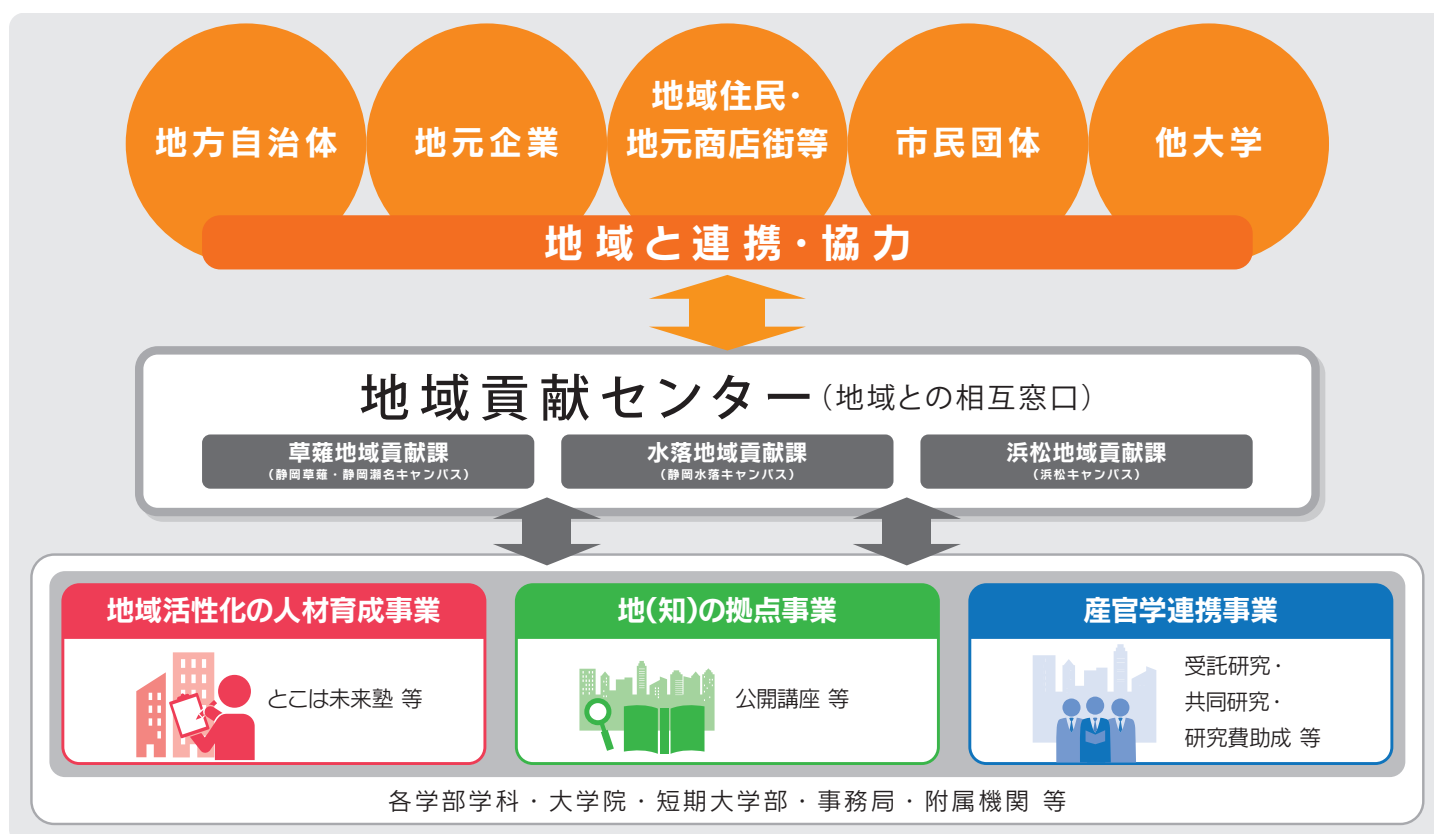 地方自治体
地元企業
地域住民・
地元商店街等
市民団体
他大学
地域と連携・協力
地域貢献センター(地域との相互窓口)
草薙地域貢献課
(静岡草薙・静岡瀬名キャンパス)
水落地域貢献課
(静岡水落キャンパス)
浜松地域貢献課
(浜松キャンパス)
地域活性化の人材育成事業
とこは未来塾 等
地(知)の拠点事業
公開講座 等
産官学連携事業
受託研究・
共同研究・
研究費助成 等
各学部学科・大学院・短期大学部・事務局・附属機関 等